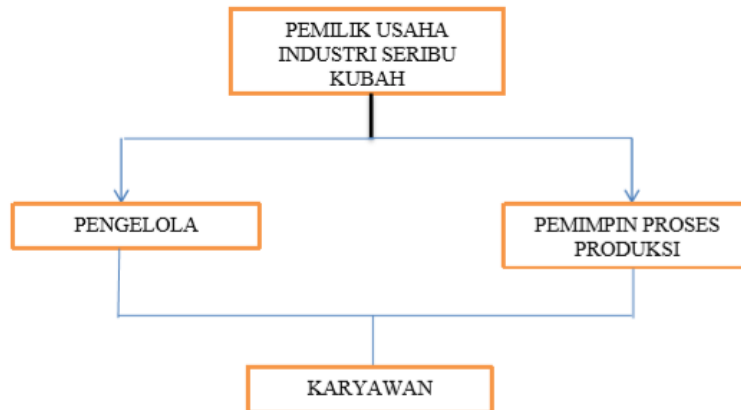 PEMILIK USAHA
INDUSTRI SERIBU
KUBAH
PENGELOLA
PEMIMPIN PROSES
PRODUKSI
KARYAWAN